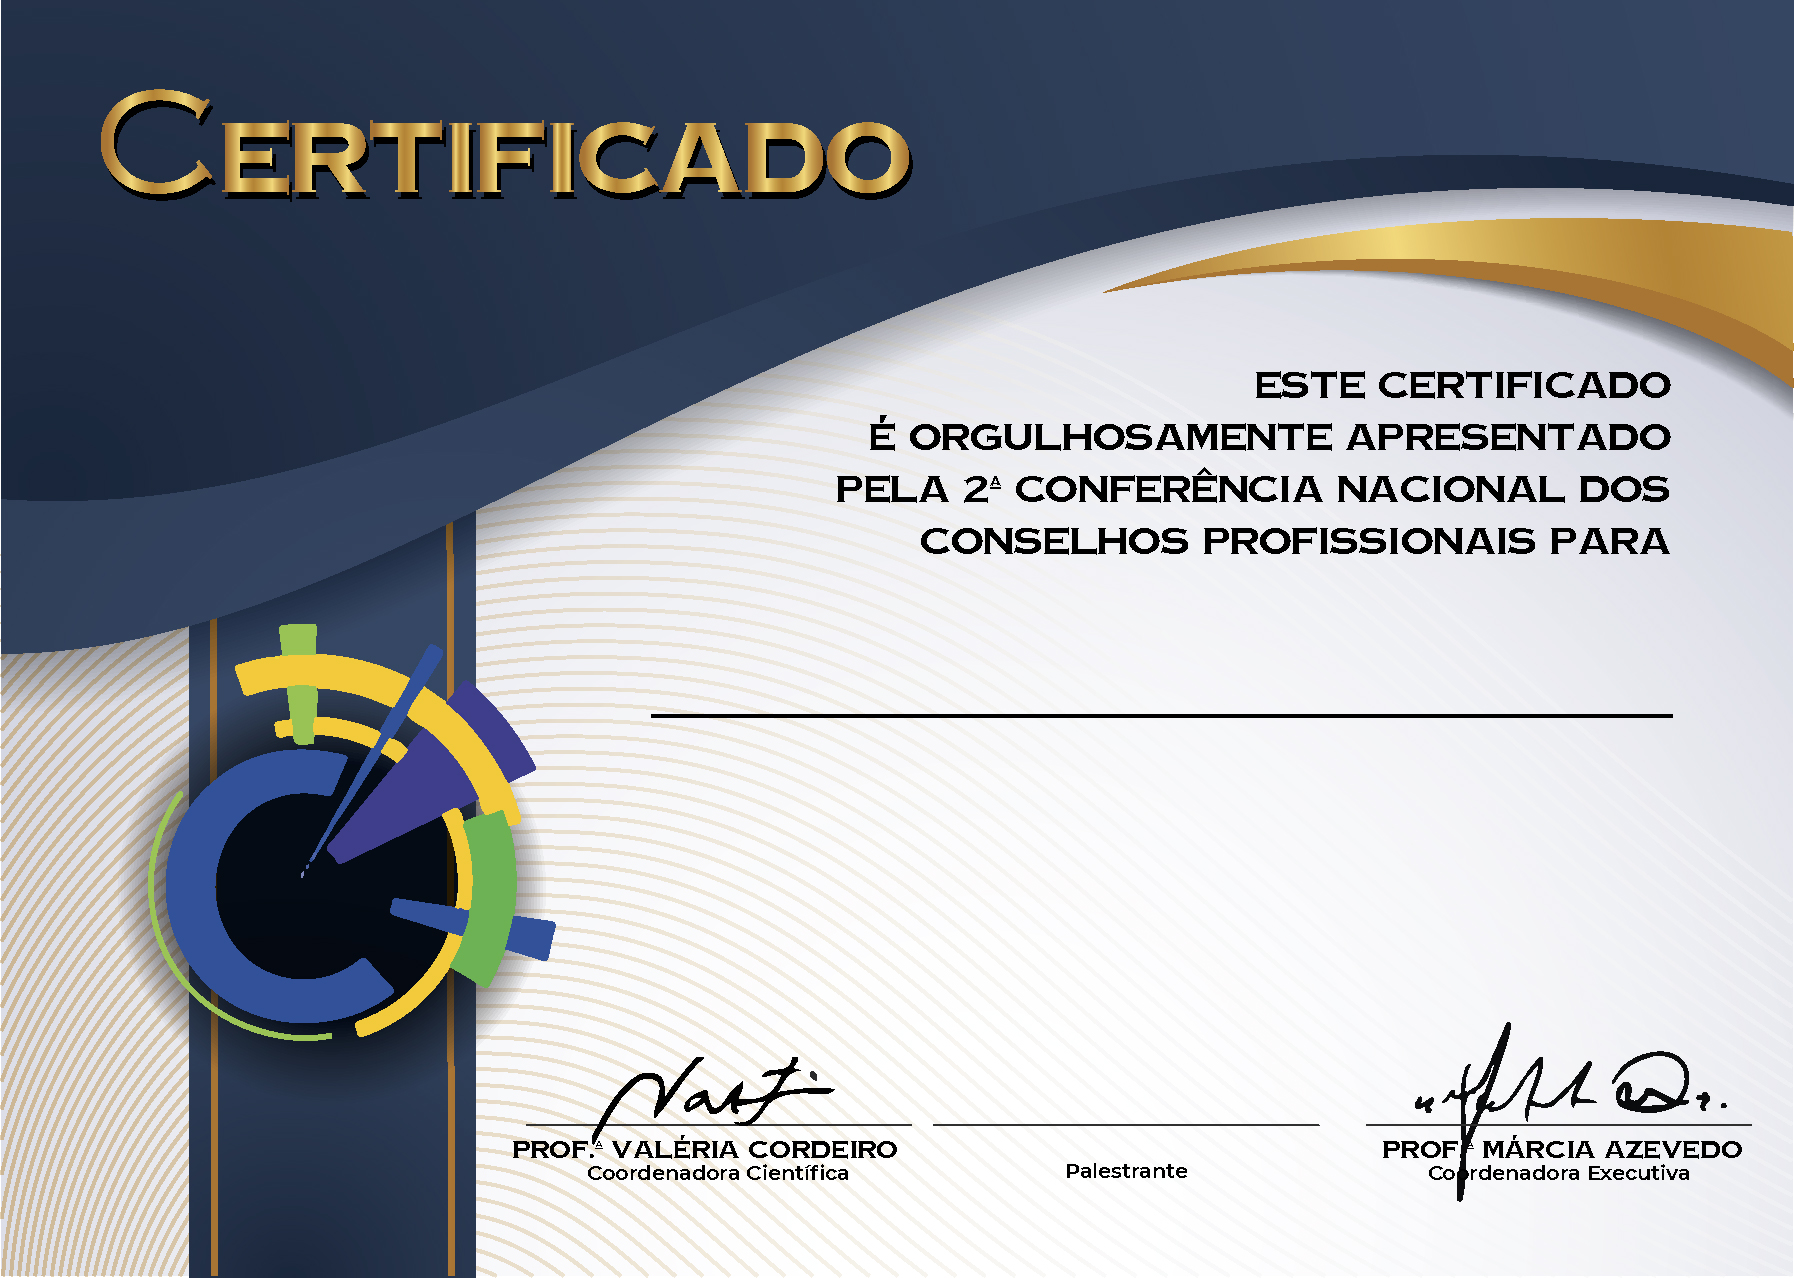 CERTIFICADO
ESTE CERTIFICADO
É ORGULHOSAMENTE APRESENTADO
PELA 2ª CONFERÊNCIA NACIONAL DOS
CONSELHOS PROFISSIONAIS PARA
PROF.ª VALÉRIA CORDEIRO
Coordenadora Científica
Palestrante
PROF.ª MÁRCIA AZEVEDO
Coordenadora Executiva